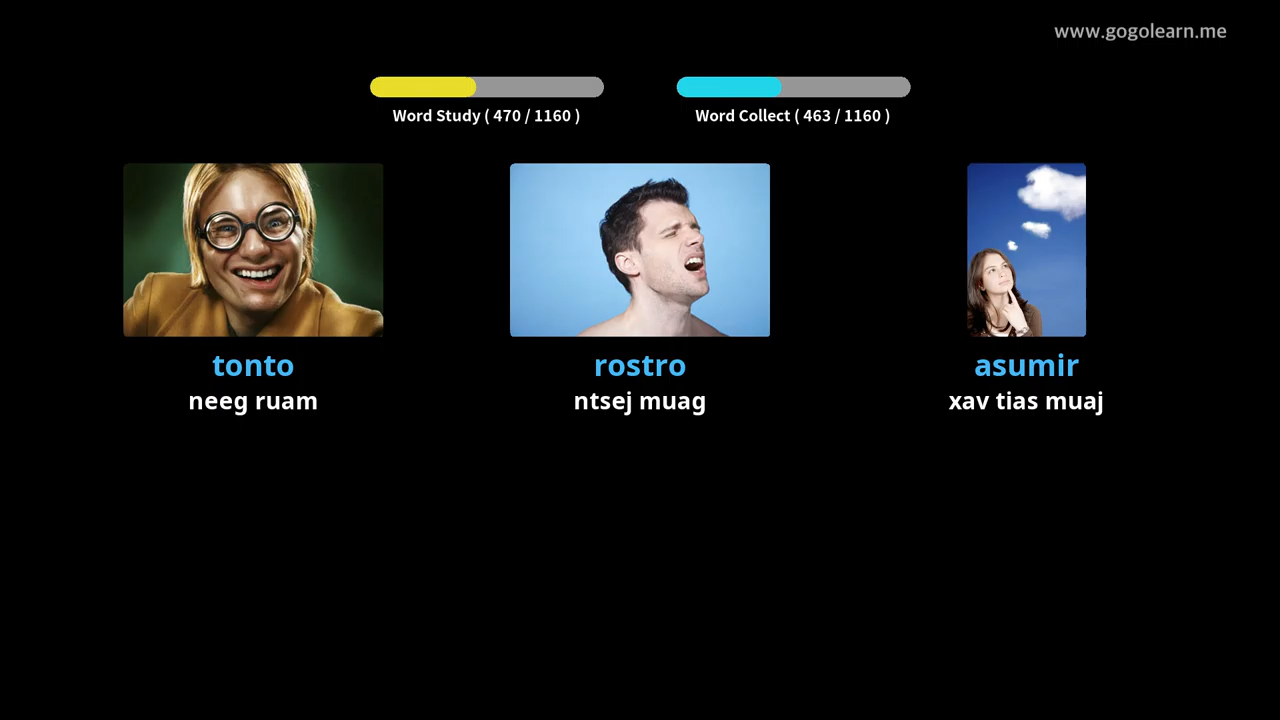 www.gogolearn.me
Word Study ( 470 / 1160 )
Word Collect ( 463 / 1160 )
tonto
neeg ruam
rostro
ntsej muag
asumir
xav tias muaj